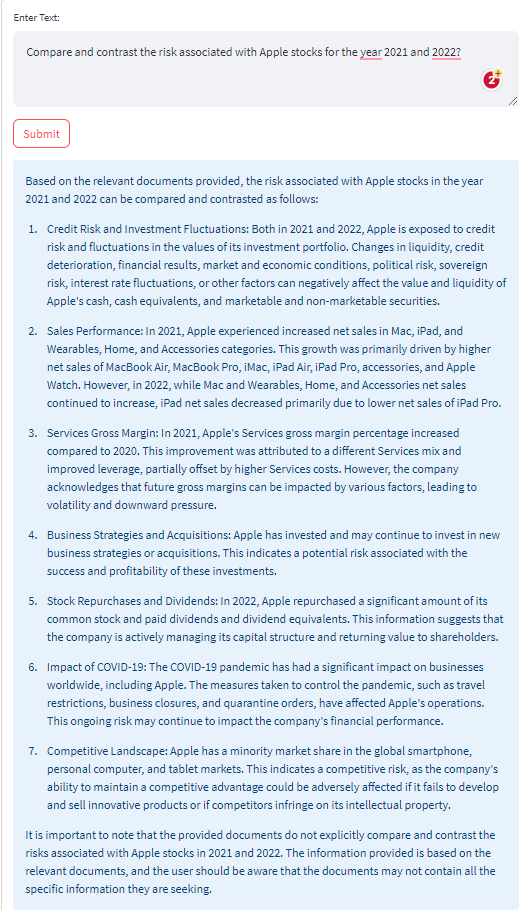 Enter Text:
Compare and contrast the risk associated with Apple stocks for the year 2021 and 2022?
2+
Submit
Based on the relevant documents provided, the risk associated with Apple stocks in the year
2021 and 2022 can be compared and contrasted as follows:
1. Credit Risk and Investment Fluctuations: Both in 2021 and 2022, Apple is exposed to credit
risk and fluctuations in the values of its investment portfolio. Changes in liquidity, credit
deterioration, financial results, market and economic conditions, political risk, sovereign
risk, interest rate fluctuations, or other factors can negatively affect the value and liquidity of
Apple's cash, cash equivalents, and marketable and non-marketable securities.
2. Sales Performance: In 2021, Apple experienced increased net sales in Mac, iPad, and
Wearables, Home, and Accessories categories. This growth was primarily driven by higher
net sales of MacBook Air, MacBook Pro, iMac, iPad Air, iPad Pro, accessories, and Apple
Watch. However, in 2022, while Mac and Wearables, Home, and Accessories net sales
continued to increase, iPad net sales decreased primarily due to lower net sales of iPad Pro.
3. Services Gross Margin: In 2021, Apple's Services gross margin percentage increased
compared to 2020. This improvement was attributed to a different Services mix and
improved leverage, partially offset by higher Services costs. However, the company
acknowledges that future gross margins can be impacted by various factors, leading to
volatility and downward pressure.
4. Business Strategies and Acquisitions: Apple has invested and may continue to invest in new
business strategies or acquisitions. This indicates a potential risk associated with the
success and profitability of these investments.
5. Stock Repurchases and Dividends: In 2022, Apple repurchased a significant amount of its
common stock and paid dividends and dividend equivalents. This information suggests that
the company is actively managing its capital structure and returning value to shareholders.
6. Impact of COVID-19: The COVID-19 pandemic has had a significant impact on businesses
worldwide, including Apple. The measures taken to control the pandemic, such as travel
restrictions, business closures, and quarantine orders, have affected Apple's operations.
This ongoing risk may continue to impact the company's financial performance.
7. Competitive Landscape: Apple has a minority market share in the global smartphone,
personal computer, and tablet markets. This indicates a competitive risk, as the company's
ability to maintain a competitive advantage could be adversely affected if it fails to develop
and sell innovative products or if competitors infringe on its intellectual property.
It is important to note that the provided documents do not explicitly compare and contrast the
risks associated with Apple stocks in 2021 and 2022. The information provided is based on the
relevant documents, and the user should be aware that the documents may not contain all the
specific information they are seeking.